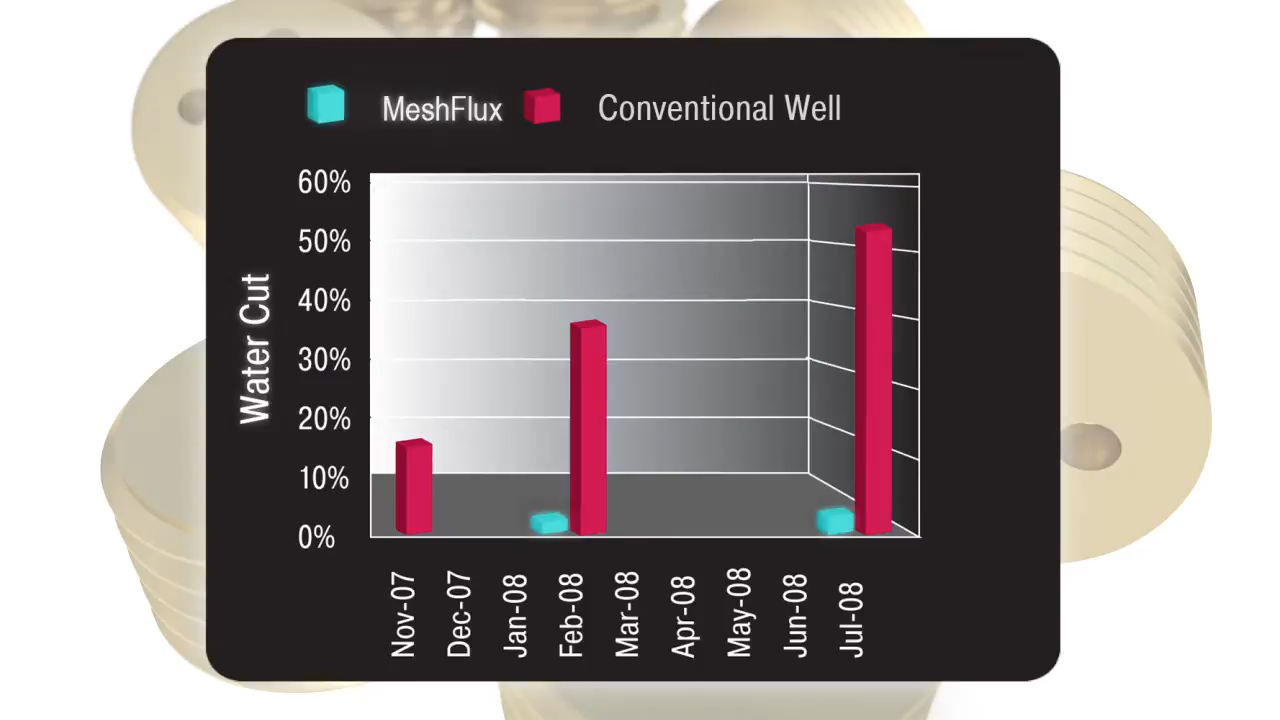 MeshFlux
Conventional Well
60%
50%
40%
30%
20%
10%
0%
Water Cut
Nov-07
Dec-07
Jan-08
Feb-08
Mar-08
Apr-08
May-08
Jun-08
Jul-08